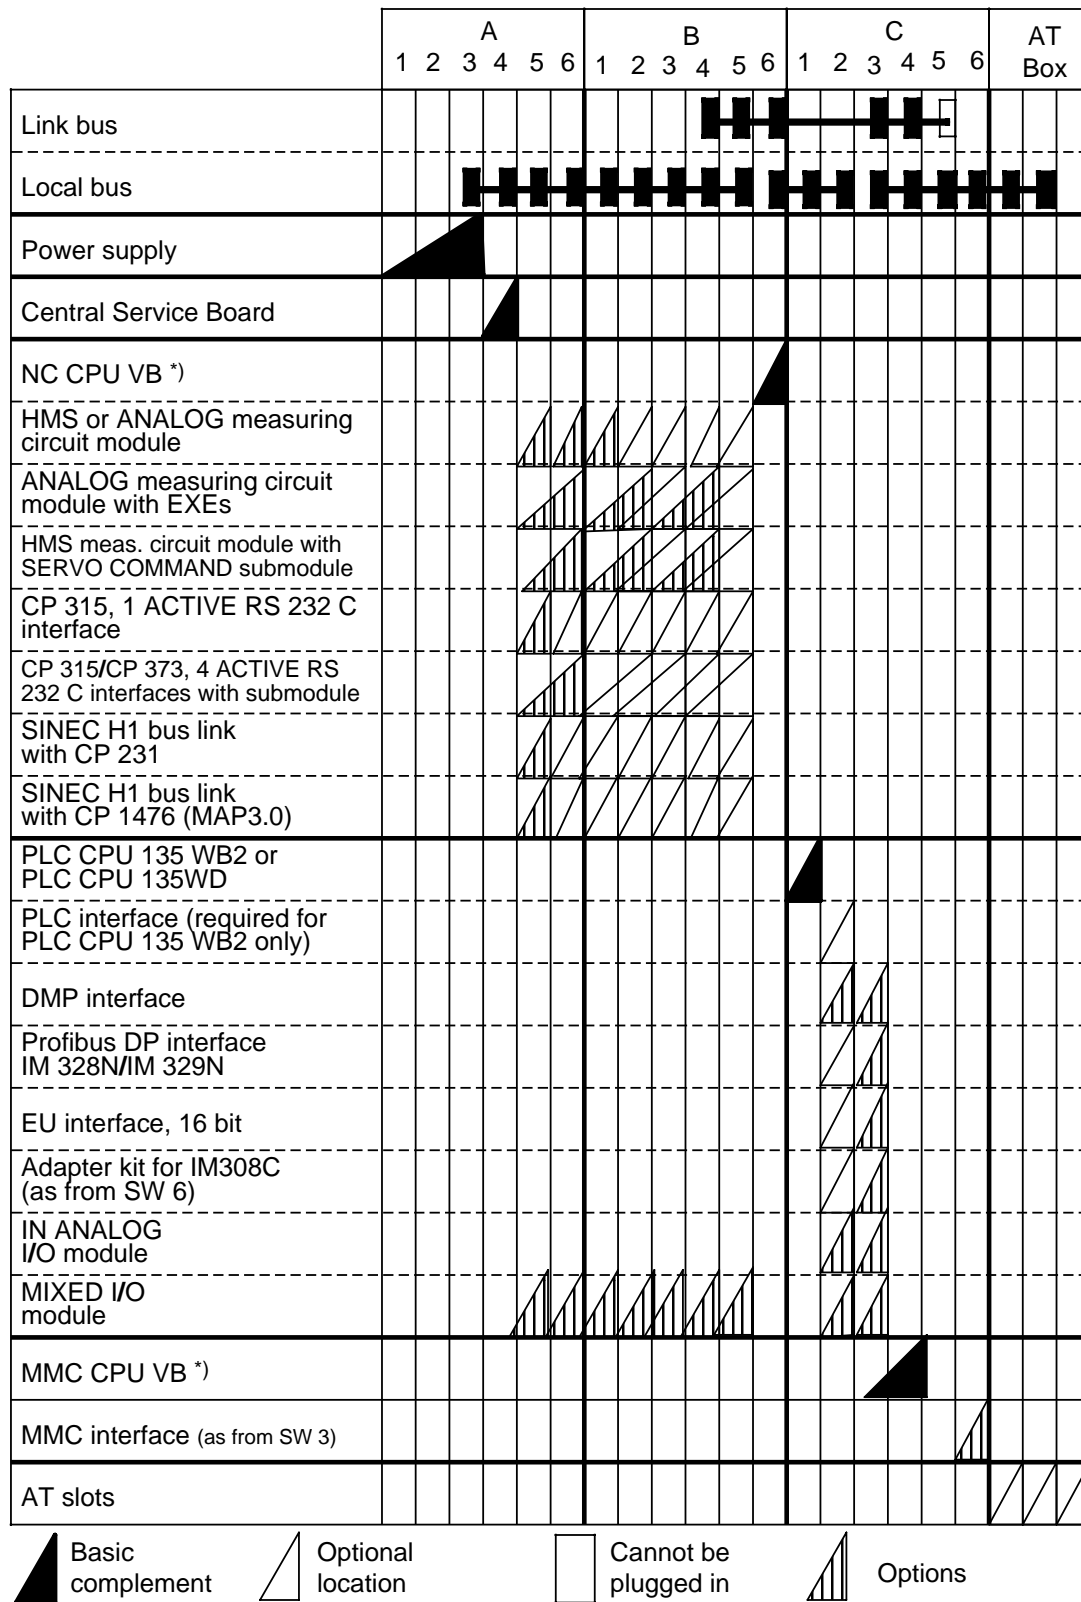 A B C AT
1 2 3 4 5 6 1 2 3 4 5 6 1 2 3 4 5 6 Box
Link bus
Local bus
Power supply
Central Service Board
NC CPU VB *)
HMS or ANALOG measuring
circuit module
ANALOG measuring circuit
module with EXEs
HMS meas. circuit module with
SERVO COMMAND submodule
CP 315, 1 ACTIVE RS 232 C
interface
CP 315/CP 373, 4 ACTIVE RS
232 C interfaces with submodule
SINEC H1 bus link
with CP 231
SINEC H1 bus link
with CP 1476 (MAP3.0)
PLC CPU 135 WB2 or
PLC CPU 135WD
PLC interface (required for
PLC CPU 135 WB2 only)
DMP interface
Profibus DP interface
IM 328N/IM 329N
EU interface, 16 bit
Adapter kit for IM308C
(as from SW 6)
IN ANALOG
I/O module
MIXED I/O
module
MMC CPU VB *)
MMC interface (as from SW 3)
AT slots
Basic
complement
Optional
location
Cannot be
plugged in
Options